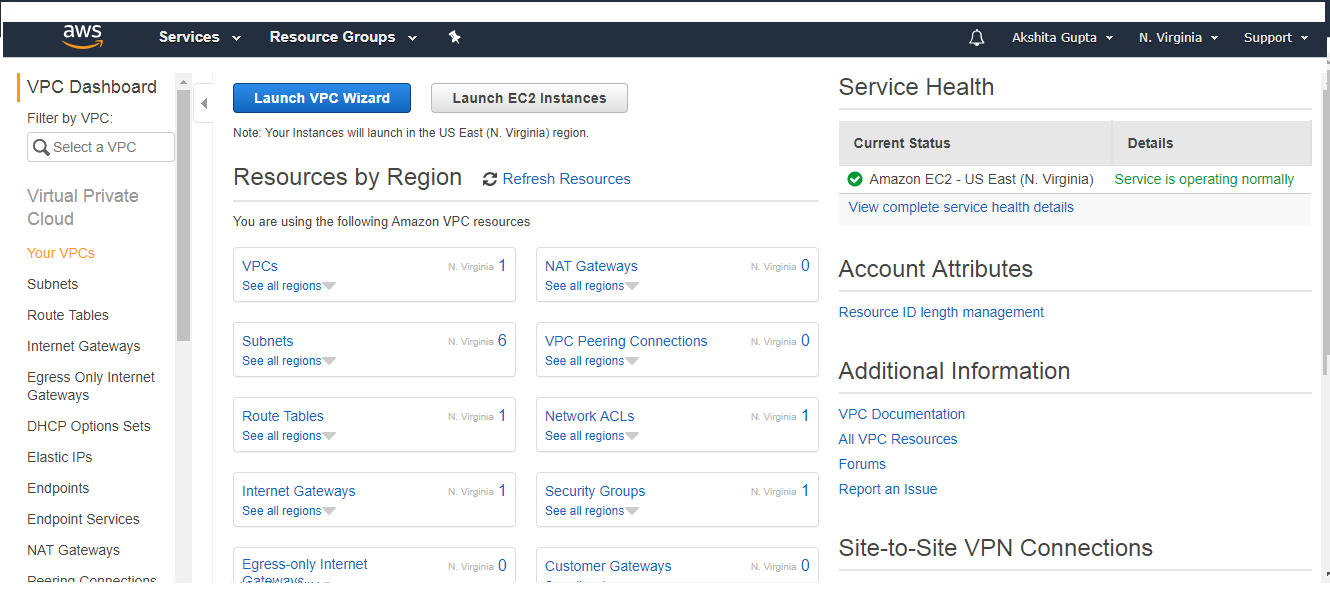 aws
Services
Resource Groups
Akshita Gupta
N. Virginia
Support
VPC Dashboard
Filter by VPC:
Select a VPC
Virtual Private
Cloud
Your VPCs
Subnets
Route Tables
Internet Gateways
Egress Only Internet
Gateways
DHCP Options Sets
Elastic IPs
Endpoints
Endpoint Services
NAT Gateways
Peering Connections
Launch VPC Wizard
Launch EC2 Instances
Note: Your Instances will launch in the US East (N. Virginia) region.
Resources by Region
Refresh Resources
You are using the following Amazon VPC resources
VPCs
N. Virginia 1
See all regions
NAT Gateways
N. Virginia 0
See all regions
Subnets
N. Virginia 6
See all regions
VPC Peering Connections
N. Virginia 0
See all regions
Route Tables
N. Virginia 1
See all regions
Network ACLs
N. Virginia 1
See all regions
Internet Gateways
N. Virginia 1
See all regions
Security Groups
N. Virginia 1
See all regions
Egress-only Internet
Gateways
N. Virginia 0
Customer Gateways
N. Virginia 0
Service Health
Current Status
Details
Amazon EC2 - US East (N. Virginia)
Service is operating normally
View complete service health details
Account Attributes
Resource ID length management
Additional Information
VPC Documentation
All VPC Resources
Forums
Report an Issue
Site-to-Site VPN Connections